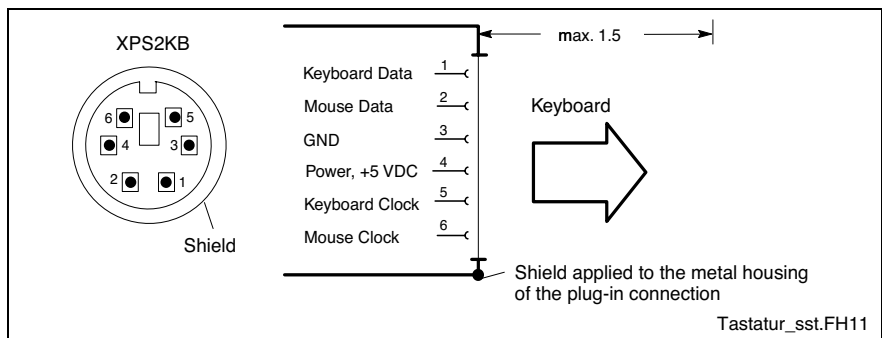 XPS2KB
6
5
4
3
2
1
Shield
max. 1.5
Keyboard Data 1
Mouse Data 2
GND 3
Power, +5 VDC 4
Keyboard Clock 5
Mouse Clock 6
Keyboard
Shield applied to the metal housing
of the plug-in connection
Tastatur_sst.FH11